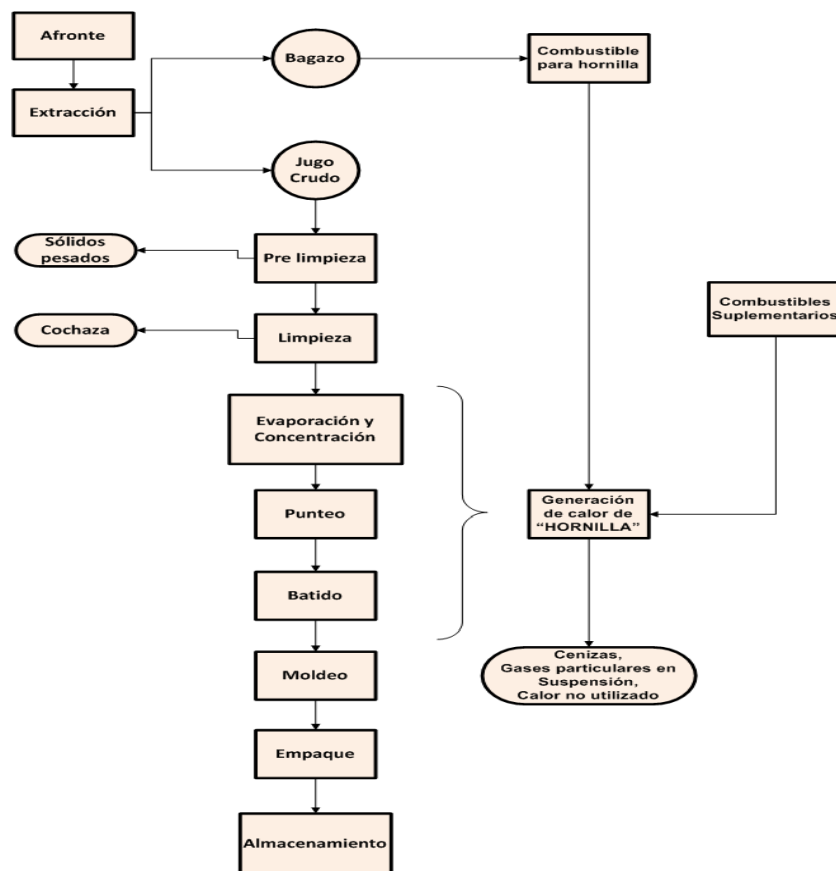 Afronte
Extracción
Bagazo
Combustible
para hornilla
Jugo
Crudo
Sólidos
pesados
Pre limpieza
Cochaza
Limpieza
Combustibles
Suplementarios
Evaporación y
Concentración
Punteo
Generación
de calor de
“HORNILLA”
Batido
Cenizas,
Gases particulares en
Suspensión,
Calor no utilizado
Moldeo
Empaque
Almacenamiento